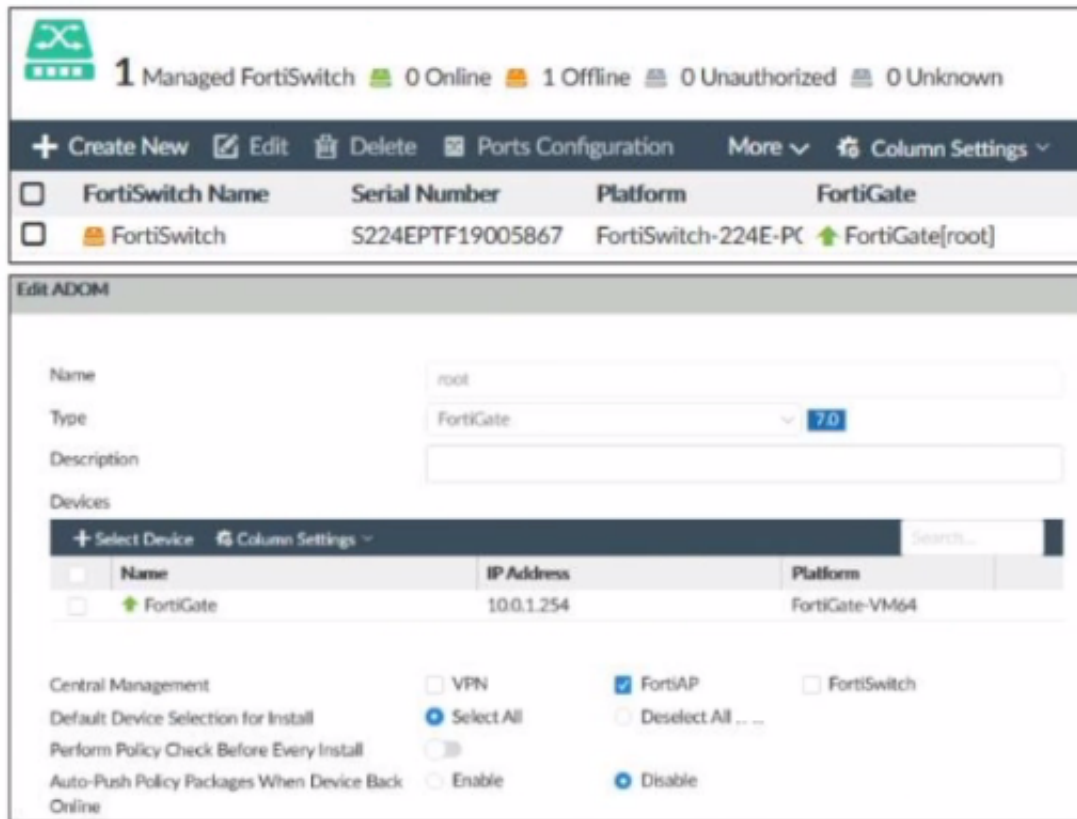 1 Managed FortiSwitch 0 Online 1 Offline 0 Unauthorized 0 Unknown
Create New Edit Delete Ports Configuration More Column Settings
FortiSwitch Name Serial Number Platform FortiGate
FortiSwitch S224EPTF19005867 FortiSwitch-224E-PO FortiGate[root]
Edit ADOM
Name root
Type FortiGate 7.0
Description
Devices
Select Device Column Settings Search...
Name IP Address Platform
FortiGate 10.0.1.254 FortiGate-VM64
Central Management VPN FortiAP FortiSwitch
Default Device Selection for Install Select All Deselect All ... ...
Perform Policy Check Before Every Install
Auto-Push Policy Packages When Device Back Enable Disable
Online